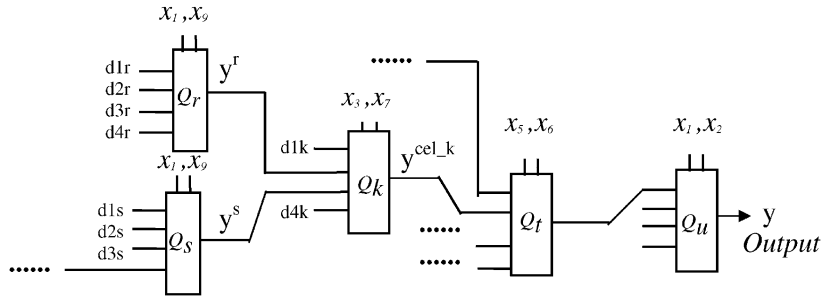 x1,x9
d1r
d2r
d3r
d4r
Qr
yr
x1,x9
d1s
d2s
d3s
Qs
ys
......
x3,x7
d1k
d4k
Qk
ycel_k
......
x5,x6
Qt
......
......
x1,x2
Qu
y
Output